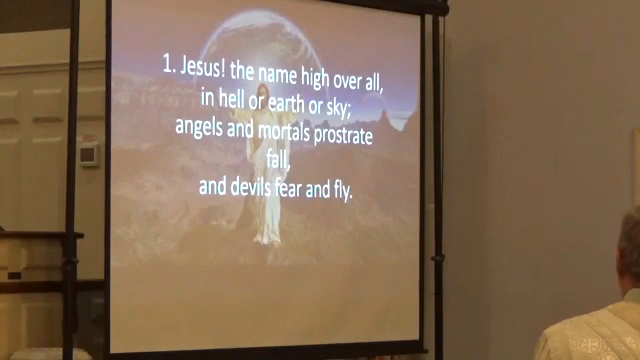 1. Jesus! the name high over all,
in hell or earth or sky;
angels and mortals prostrate
fall,
and devils fear and fly.